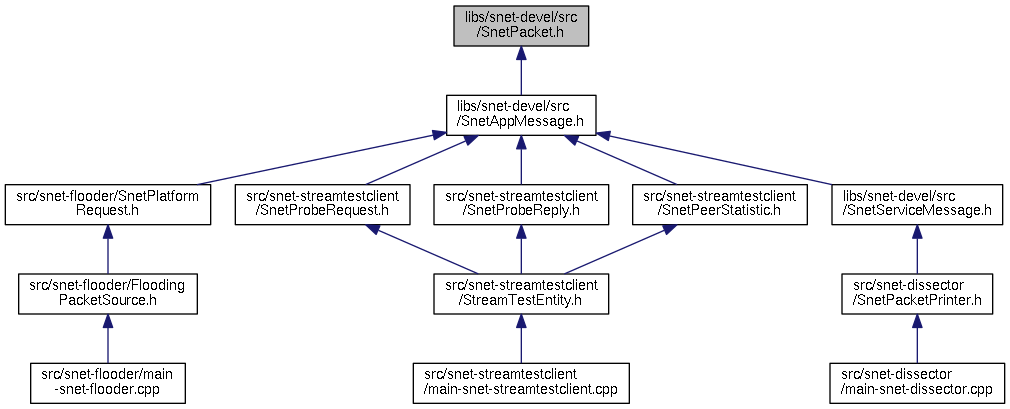 libs/snet-devel/src
/SnetPacket.h
libs/snet-devel/src
/SnetAppMessage.h
src/snet-flooder/SnetPlatform
Request.h
src/snet-streamtestclient
/SnetProbeRequest.h
src/snet-streamtestclient
/SnetProbeReply.h
src/snet-streamtestclient
/SnetPeerStatistic.h
libs/snet-devel/src
/SnetServiceMessage.h
src/snet-flooder/Flooding
PacketSource.h
src/snet-streamtestclient
/StreamTestEntity.h
src/snet-dissector
/SnetPacketPrinter.h
src/snet-flooder/main
-snet-flooder.cpp
src/snet-streamtestclient
/main-snet-streamtestclient.cpp
src/snet-dissector
/main-snet-dissector.cpp